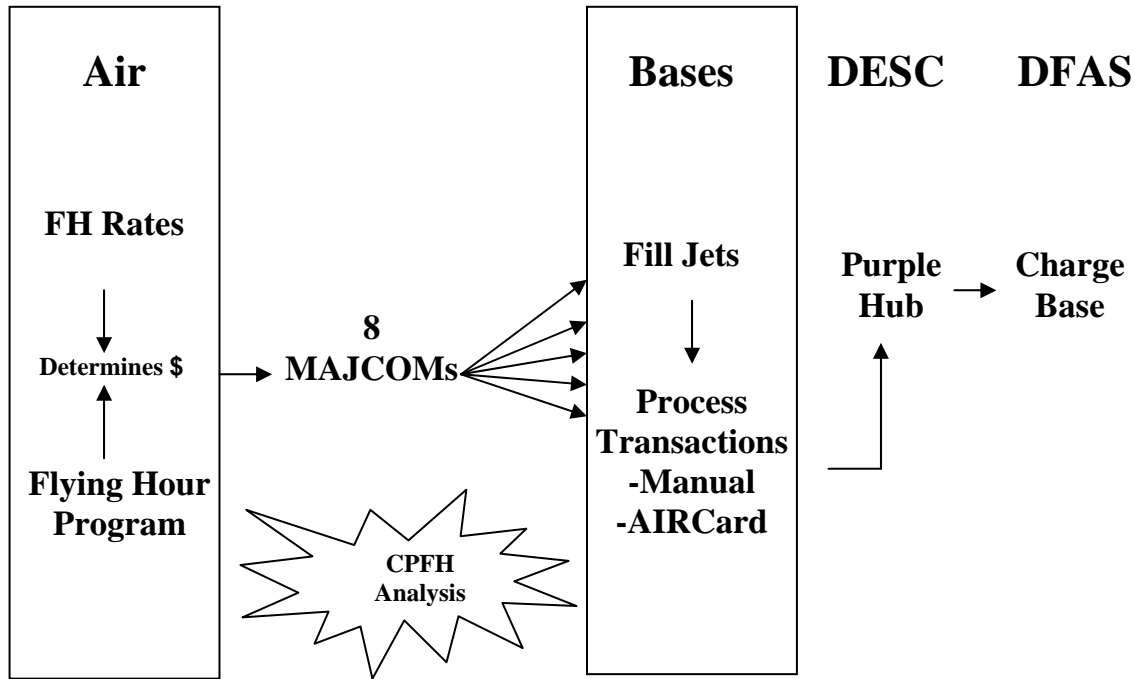 Air
FH Rates
Determines $
Flying Hour
Program
8
MAJCOMs
CPFH
Analysis
Bases
Fill Jets
Process
Transactions
-Manual
-AIRCard
DESC
Purple
Hub
DFAS
Charge
Base